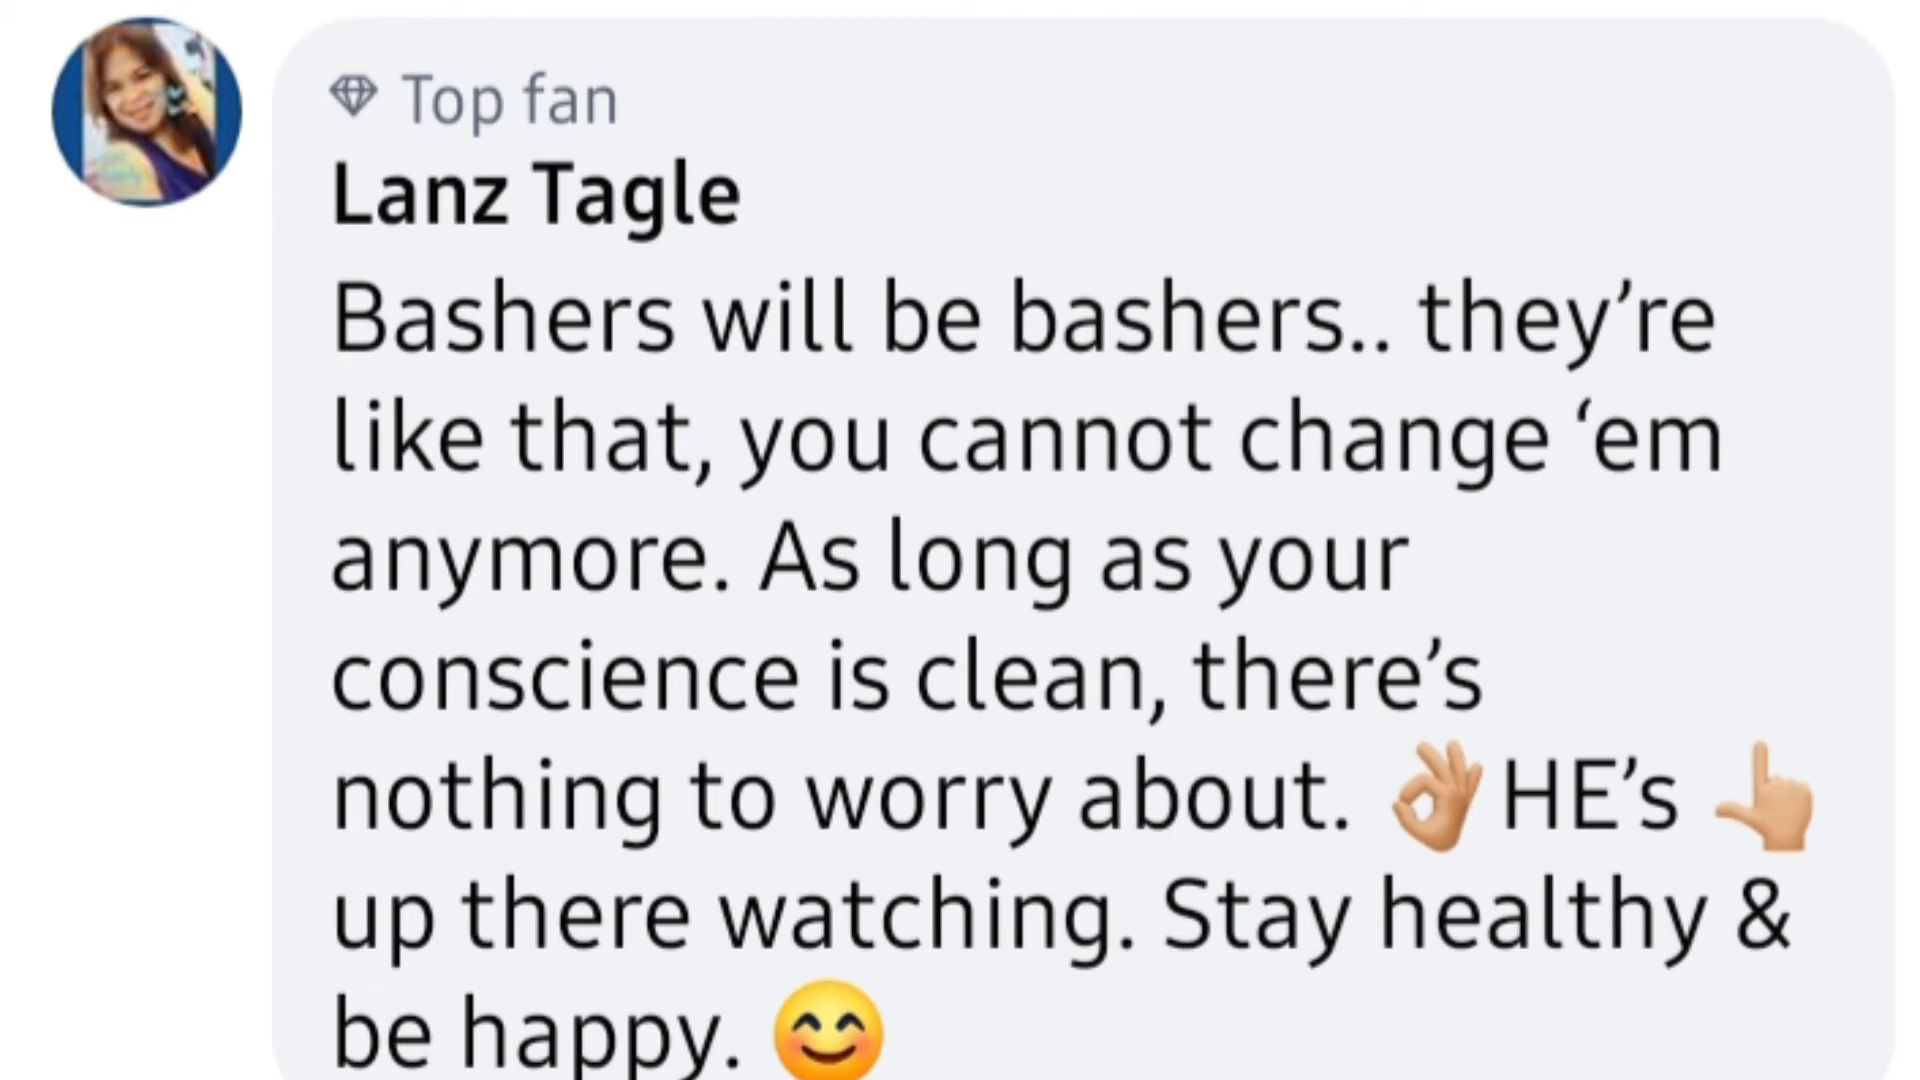 Top fan
Lanz Tagle
Bashers will be bashers.. they’re
like that, you cannot change ‘em
anymore. As long as your
conscience is clean, there’s
nothing to worry about. 👌🏼HE’s 👆🏼
up there watching. Stay healthy &
be happy. 😊